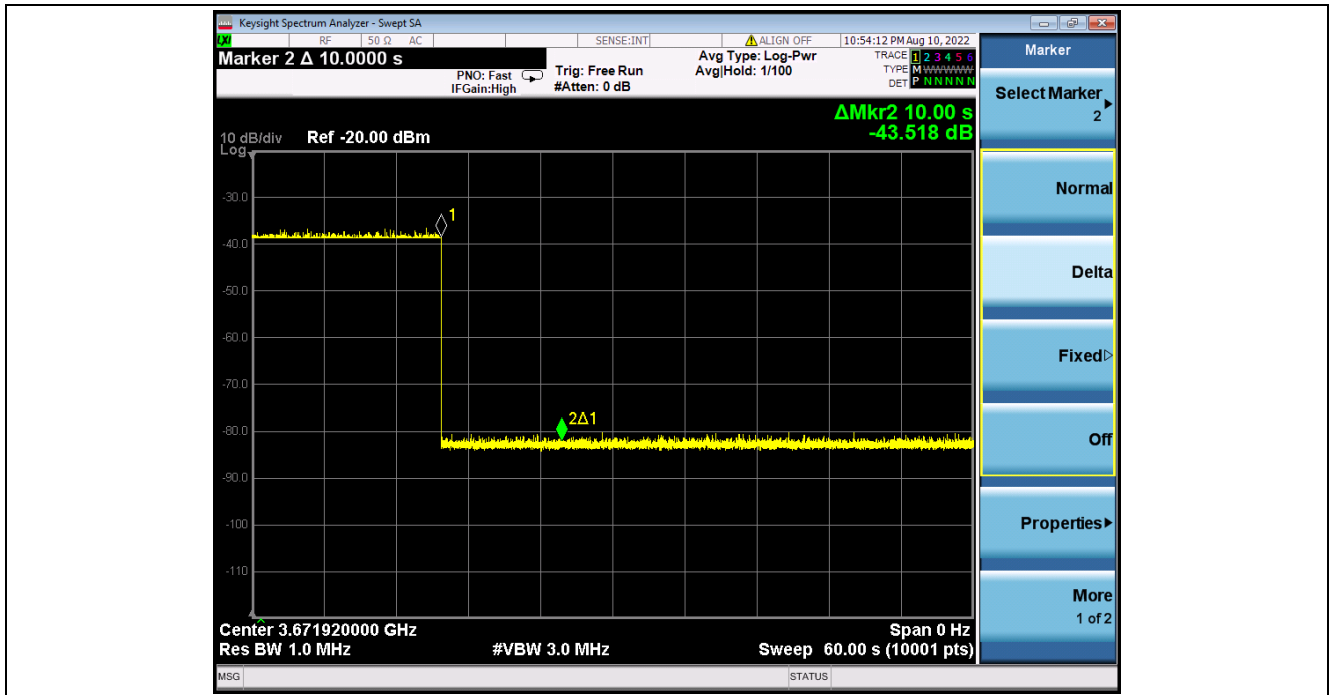 Keysight Spectrum Analyzer - Swept SA
LXI RF 50 Ω AC SENSE:INT ALIGN OFF 10:54:12 PM Aug 10, 2022
Marker 2 Δ 10.0000 s
PNO: Fast
IFGain:High
Trig: Free Run
#Atten: 0 dB
Avg Type: Log-Pwr
Avg|Hold: 1/100
TRACE 1 2 3 4 5 6
TYPE M WWWWW
DET P N N N N N
ΔMkr2 10.00 s
-43.518 dB
10 dB/div Ref -20.00 dBm
Log
-30.0
-40.0
-50.0
-60.0
-70.0
-80.0
-90.0
-100
-110
1
2Δ1
Center 3.671920000 GHz Span 0 Hz
Res BW 1.0 MHz #VBW 3.0 MHz Sweep 60.00 s (10001 pts)
MSG STATUS
Marker
Select Marker
2
Normal
Delta
Fixed
Off
Properties
More
1 of 2